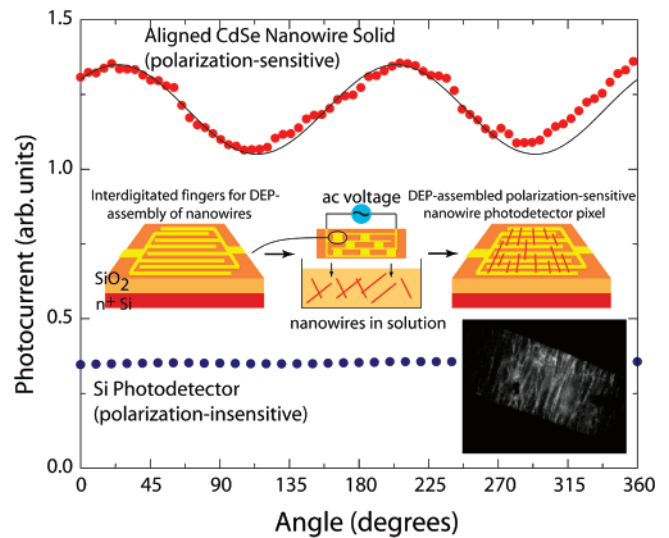 1.5
Aligned CdSe Nanowire Solid
(polarization-sensitive)
1.0
Photocurrent (arb. units)
Interdigitated fingers for DEP-
assembly of nanowires
ac voltage
DEP-assembled polarization-sensitive
nanowire photodetector pixel
SiO2
n+ Si
nanowires in solution
0.5
Si Photodetector
(polarization-insensitive)
0.0
0 45 90 135 180 225 270 315 360
Angle (degrees)